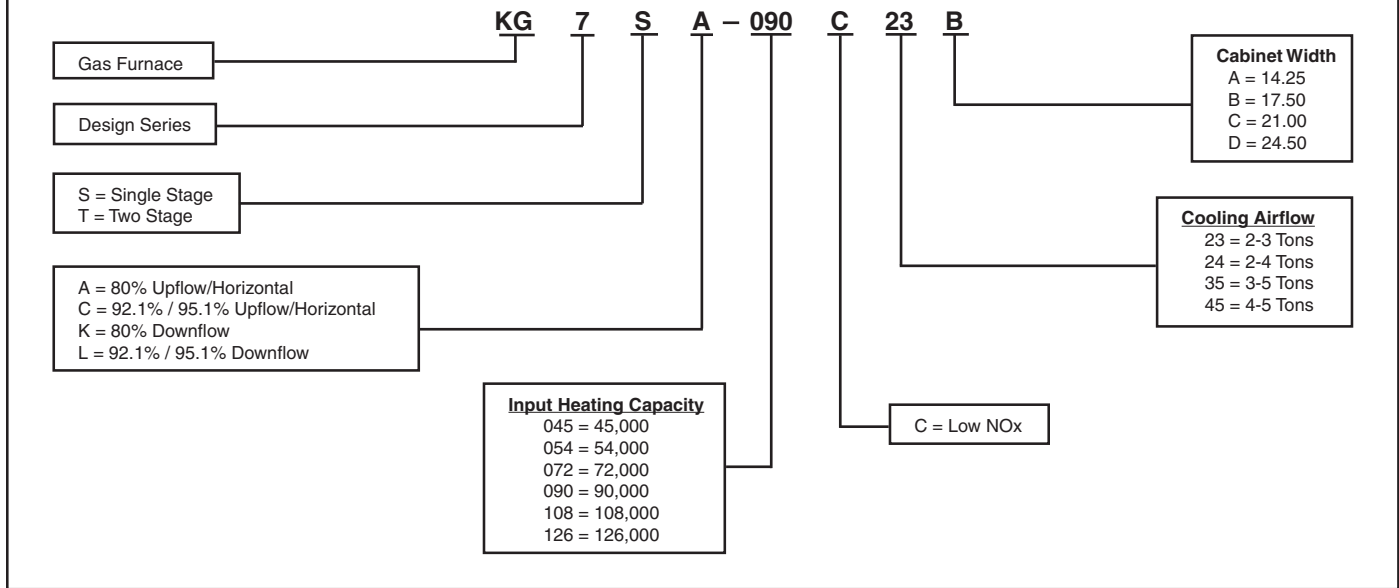 KG 7 S A – 090 C 23 B
Gas Furnace
Design Series
S = Single Stage
T = Two Stage
A = 80% Upflow/Horizontal
C = 92.1% / 95.1% Upflow/Horizontal
K = 80% Downflow
L = 92.1% / 95.1% Downflow
Input Heating Capacity
045 = 45,000
054 = 54,000
072 = 72,000
090 = 90,000
108 = 108,000
126 = 126,000
C = Low NOx
Cooling Airflow
23 = 2-3 Tons
24 = 2-4 Tons
35 = 3-5 Tons
45 = 4-5 Tons
Cabinet Width
A = 14.25
B = 17.50
C = 21.00
D = 24.50